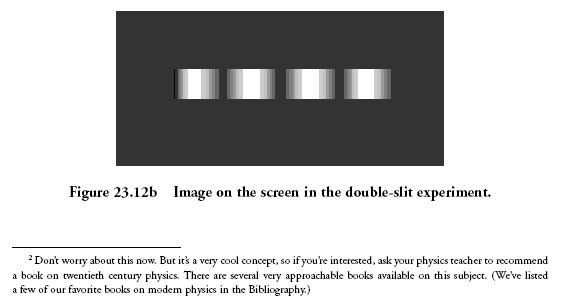 Figure 23.12b Image on the screen in the double-slit experiment.
2 Don't worry about this now. But it's a very cool concept, so if you're interested, ask your physics teacher to recommend
a book on twentieth century physics. There are several very approachable books available on this subject. (We've listed
a few of our favorite books on modern physics in the Bibliography.)